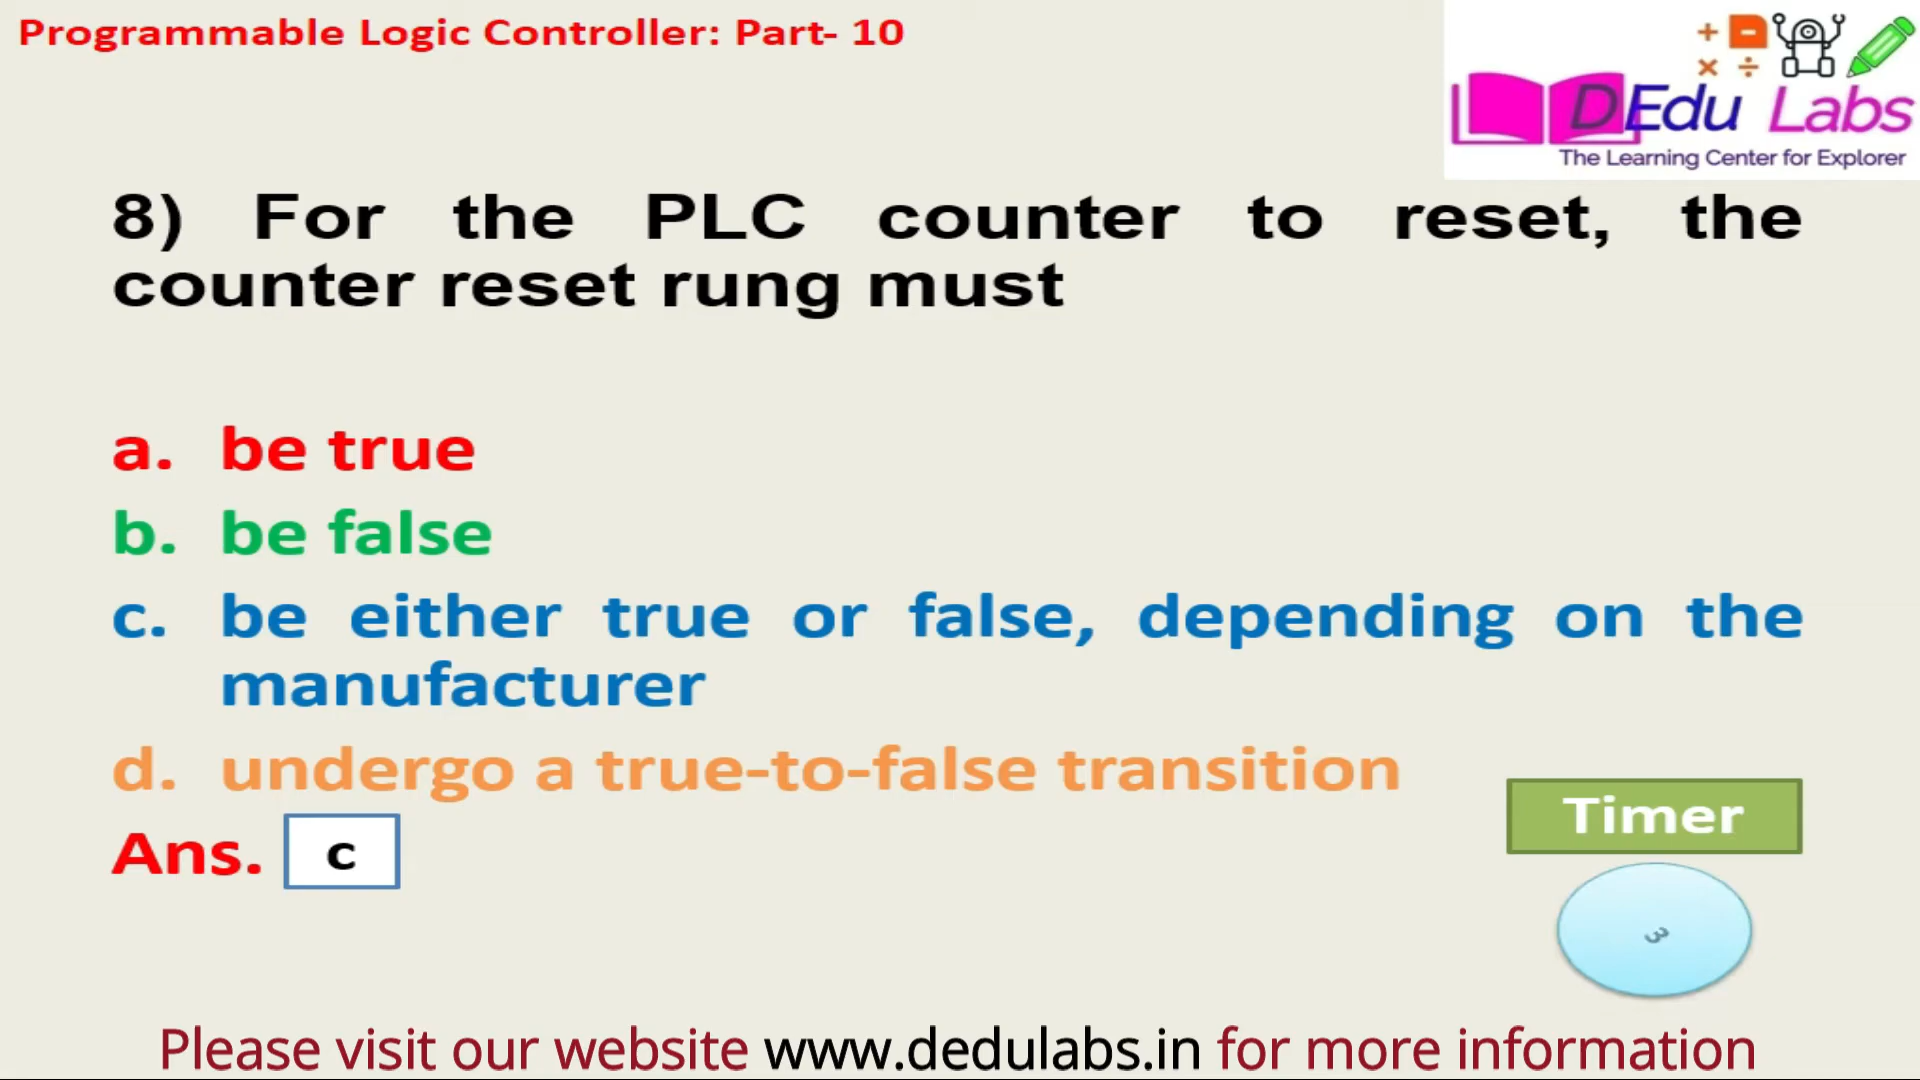 Programmable Logic Controller: Part- 10
+ - × ÷
DEdu Labs
The Learning Center for Explorer
8) For the PLC counter to reset, the
counter reset rung must
a. be true
b. be false
c. be either true or false, depending on the
manufacturer
d. undergo a true-to-false transition
Ans. c
Timer
3
Please visit our website www.dedulabs.in for more information